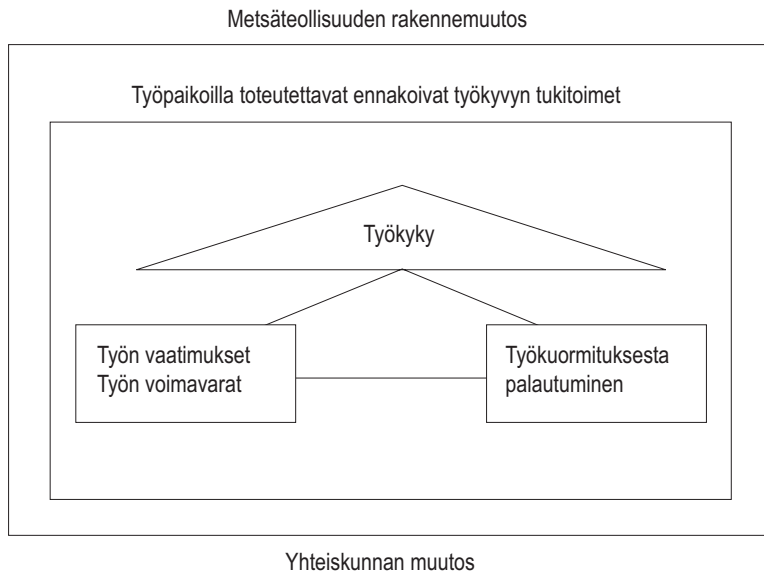 Metsäteollisuuden rakennemuutos
Työpaikoilla toteutettavat ennakoivat työkyvyn tukitoimet
Työkyky
Työn vaatimukset
Työn voimavarat
Työkuormituksesta
palautuminen
Yhteiskunnan muutos